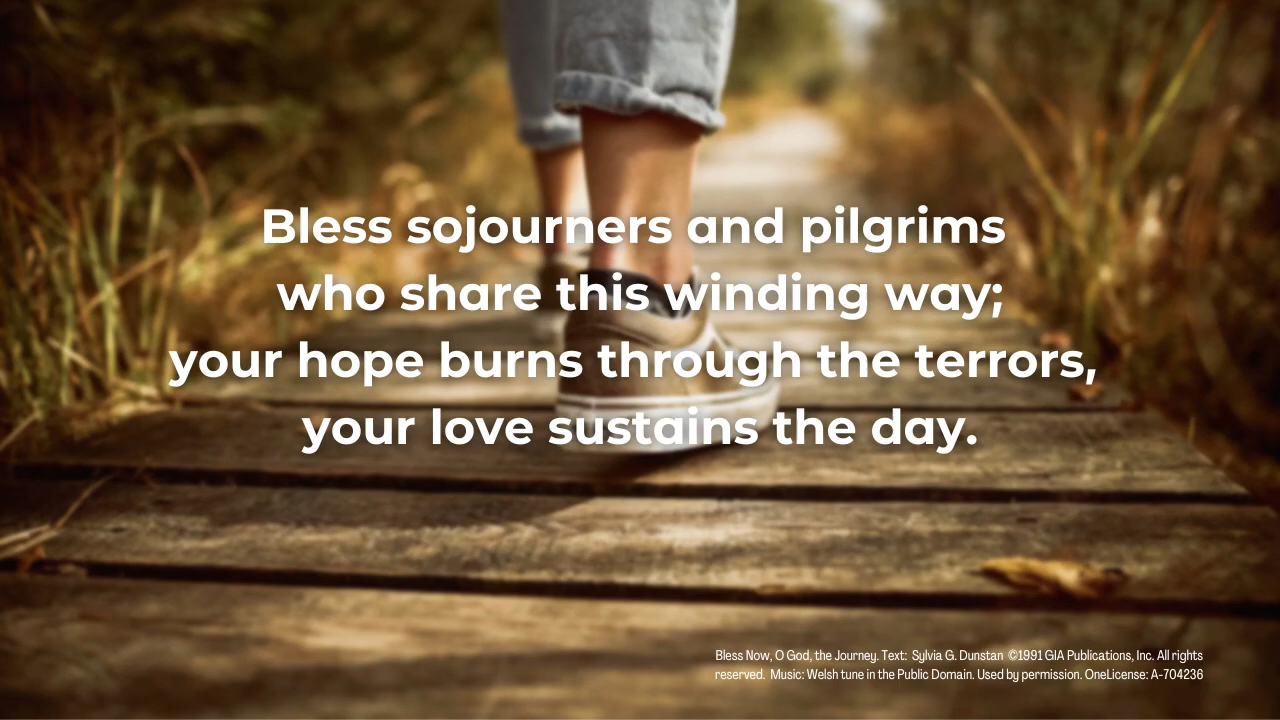 Bless sojourners and pilgrims
who share this winding way;
your hope burns through the terrors,
your love sustains the day.
Bless Now, O God, the Journey. Text:  Sylvia G. Dunstan  ©1991 GIA Publications, Inc. All rights
reserved.  Music: Welsh tune in the Public Domain. Used by permission. OneLicense: A-704236